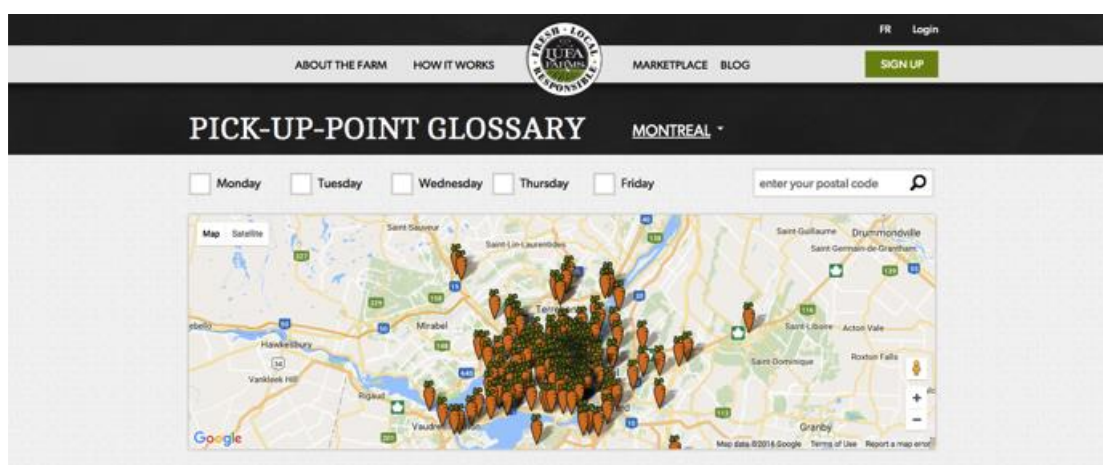 FR Login
FRESH · LOCAL
LUFA
FARMS
RESPONSIBLE
ABOUT THE FARM HOW IT WORKS MARKETPLACE BLOG SIGN UP
PICK-UP-POINT GLOSSARY MONTREAL
Monday Tuesday Wednesday Thursday Friday enter your postal code
Map Satellite
Saint-Sauveur
Saint-Lin-Laurentides
Saint-Guillaume Drummondville
Saint-Germain-de-Grantham
Mirabel
Hawkesbury
Vankleek Hill
Rigaud
Saint-Liboire Acton Vale
Saint-Dominique Roxton Falls
Granby
Google
Map data ©2016 Google Terms of Use Report a map error